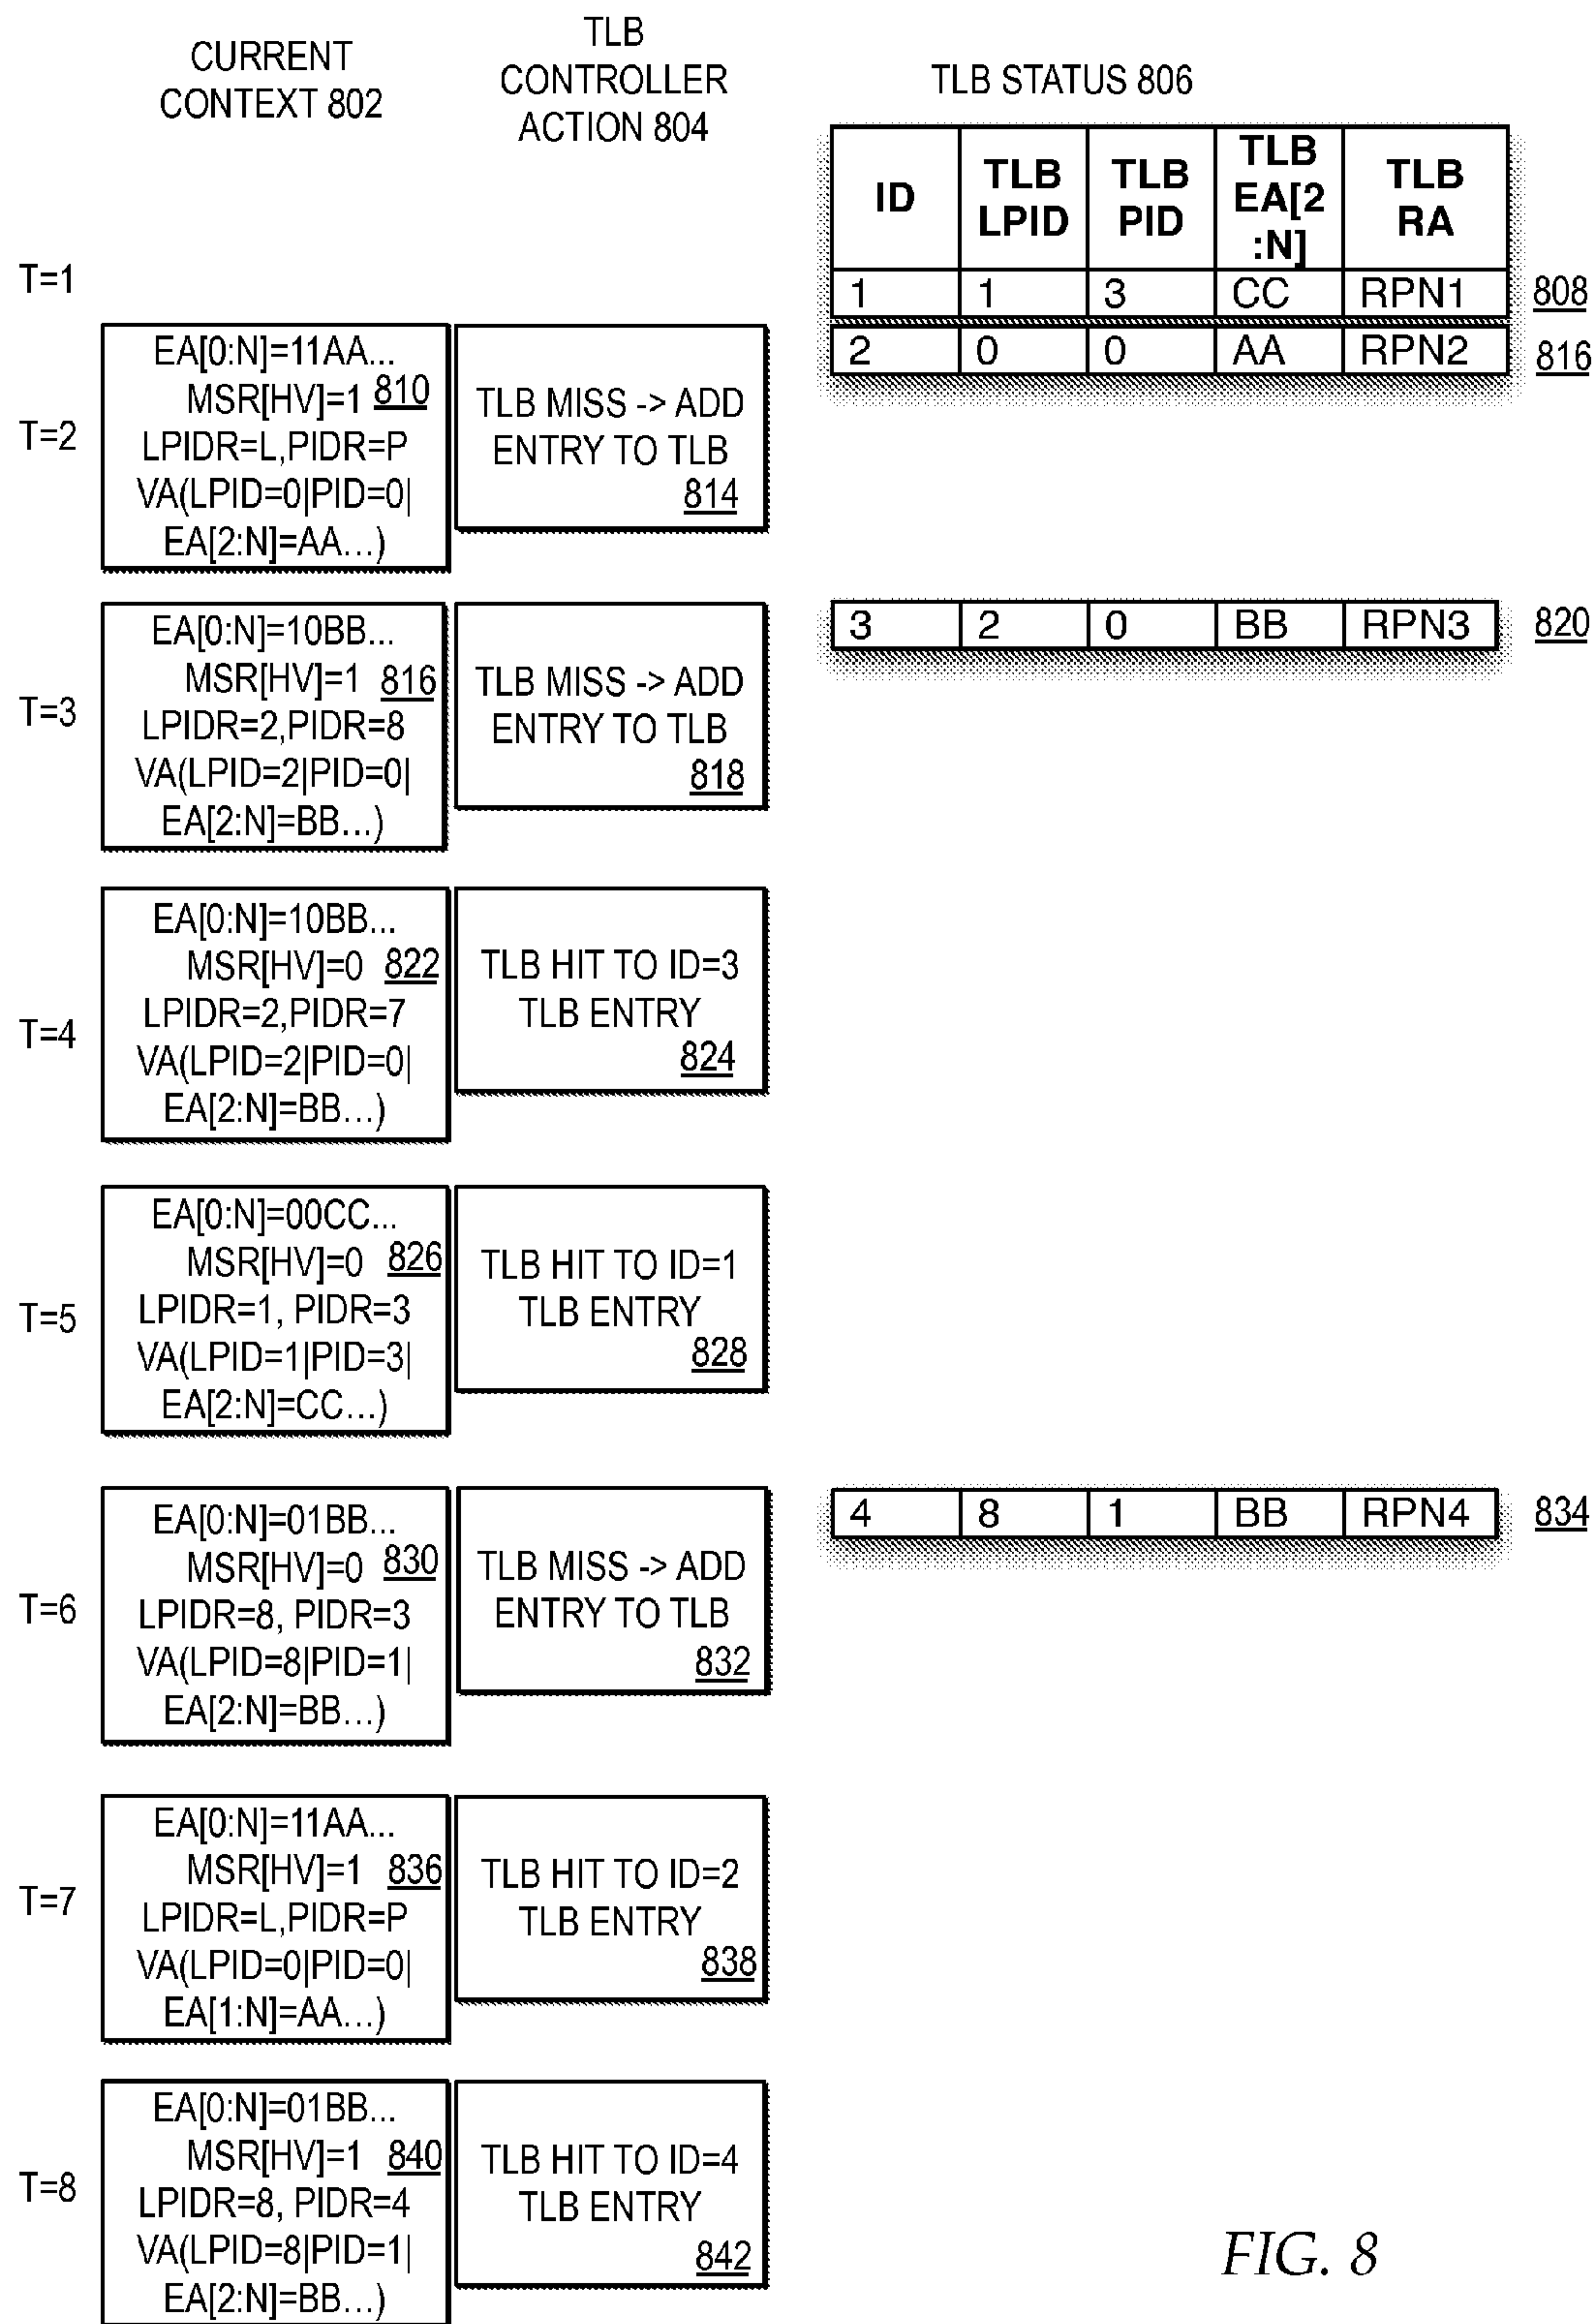 CURRENT
CONTEXT 802
TLB
CONTROLLER
ACTION 804
TLB STATUS 806
ID
TLB
LPID
TLB
PID
TLB
EA[2
:N]
TLB
RA
T=1
1 1 3 CC RPN1 808
2 0 0 AA RPN2 816
T=2
EA[0:N]=11AA...
MSR[HV]=1 810
LPIDR=L,PIDR=P
VA(LPID=0|PID=0|
EA[2:N]=AA...)
TLB MISS -> ADD
ENTRY TO TLB
814
T=3
EA[0:N]=10BB...
MSR[HV]=1 816
LPIDR=2,PIDR=8
VA(LPID=2|PID=0|
EA[2:N]=BB...)
TLB MISS -> ADD
ENTRY TO TLB
818
3 2 0 BB RPN3 820
T=4
EA[0:N]=10BB...
MSR[HV]=0 822
LPIDR=2,PIDR=7
VA(LPID=2|PID=0|
EA[2:N]=BB...)
TLB HIT TO ID=3
TLB ENTRY
824
T=5
EA[0:N]=00CC...
MSR[HV]=0 826
LPIDR=1, PIDR=3
VA(LPID=1|PID=3|
EA[2:N]=CC...)
TLB HIT TO ID=1
TLB ENTRY
828
T=6
EA[0:N]=01BB...
MSR[HV]=0 830
LPIDR=8, PIDR=3
VA(LPID=8|PID=1|
EA[2:N]=BB...)
TLB MISS -> ADD
ENTRY TO TLB
832
4 8 1 BB RPN4 834
T=7
EA[0:N]=11AA...
MSR[HV]=1 836
LPIDR=L,PIDR=P
VA(LPID=0|PID=0|
EA[1:N]=AA...)
TLB HIT TO ID=2
TLB ENTRY
838
T=8
EA[0:N]=01BB...
MSR[HV]=1 840
LPIDR=8, PIDR=4
VA(LPID=8|PID=1|
EA[2:N]=BB...)
TLB HIT TO ID=4
TLB ENTRY
842
FIG. 8